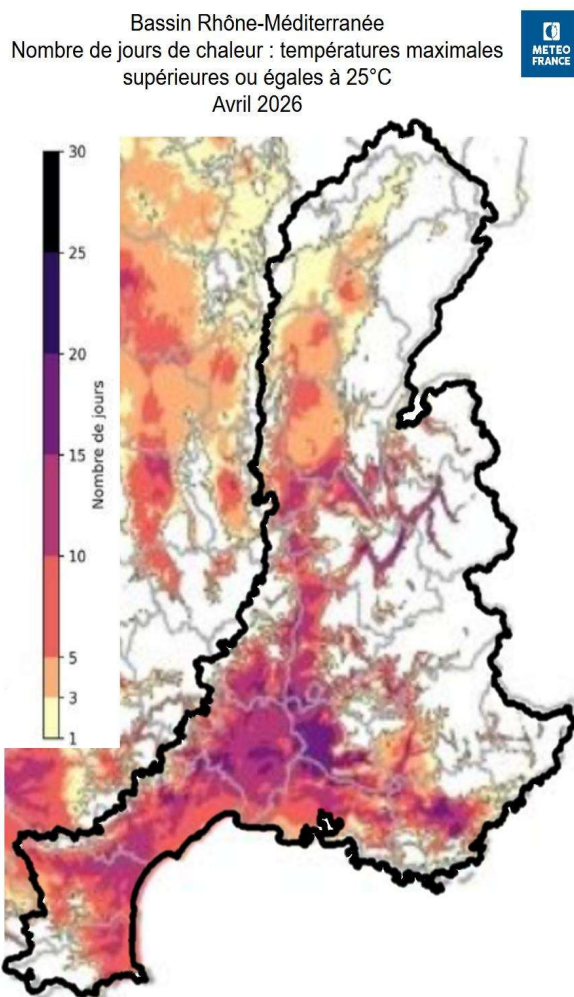 Bassin Rhône-Méditerranée
Nombre de jours de chaleur : températures maximales
supérieures ou égales à 25°C
Avril 2026
METEO
FRANCE
30
25
20
15
10
5
3
1
Nombre de jours